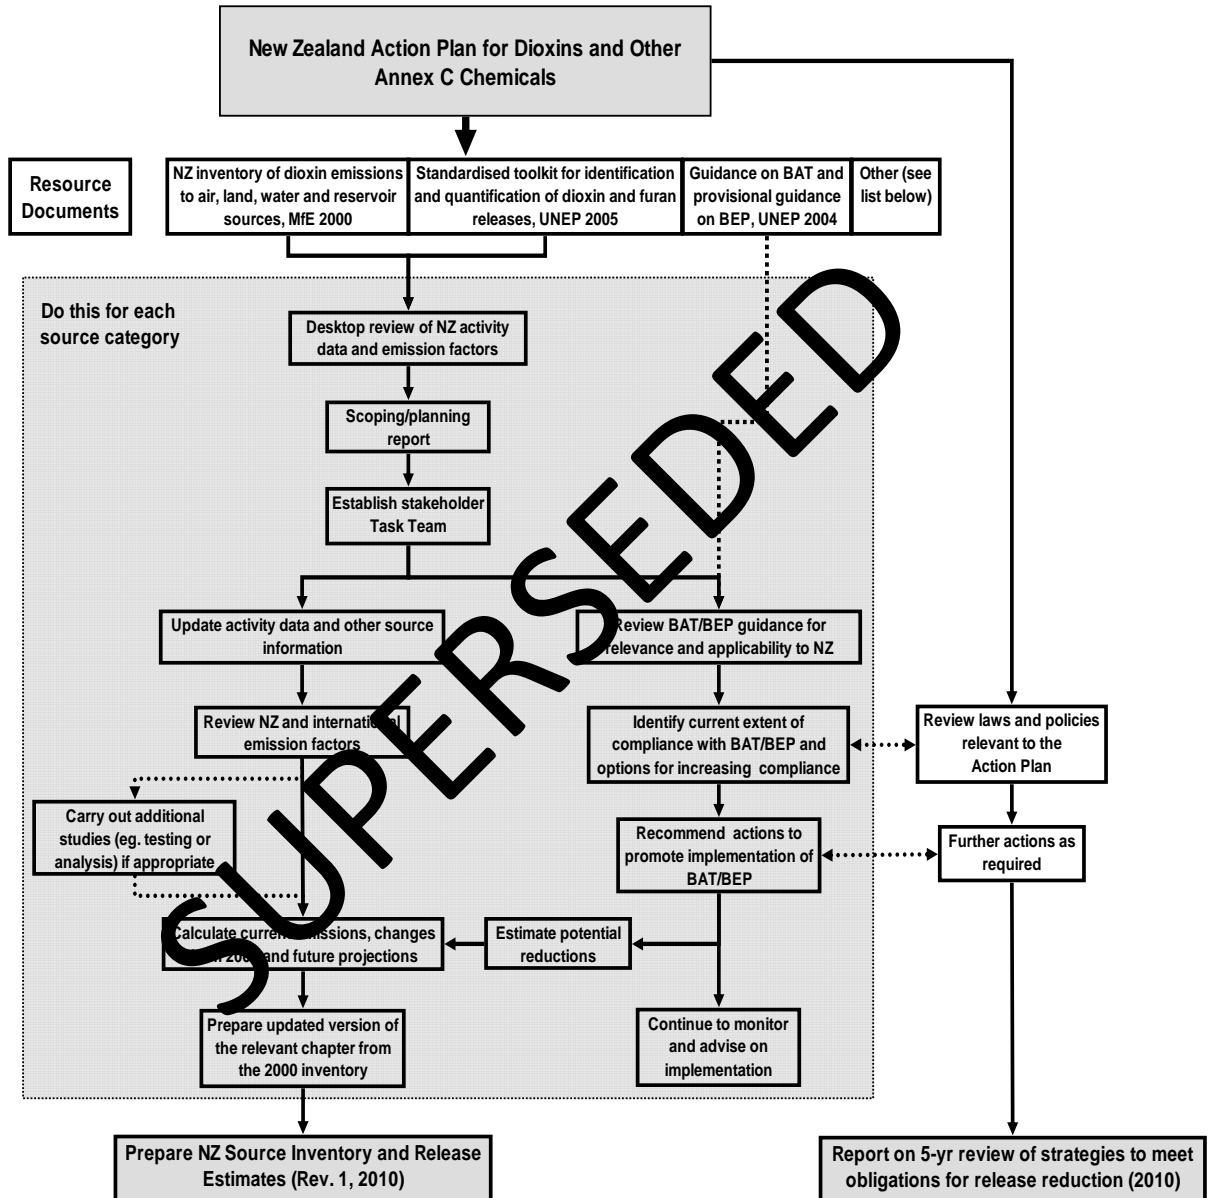 New Zealand Action Plan for Dioxins and Other
Annex C Chemicals
Resource
Documents
NZ inventory of dioxin emissions
to air, land, water and reservoir
sources, MfE 2000
Standardised toolkit for identification
and quantification of dioxin and furan
releases, UNEP 2005
Guidance on BAT and
provisional guidance
on BEP, UNEP 2004
Other (see
list below)
Do this for each
source category
Desktop review of NZ activity
data and emission factors
Scoping/planning
report
Establish stakeholder
Task Team
Update activity data and other source
information
Review BAT/BEP guidance for
relevance and applicability to NZ
Review NZ and international
emission factors
Identify current extent of
compliance with BAT/BEP and
options for increasing compliance
Review laws and policies
relevant to the
Action Plan
Carry out additional
studies (eg. testing or
analysis) if appropriate
Recommend actions to
promote implementation of
BAT/BEP
Further actions as
required
Calculate current emissions, changes
and future projections
Estimate potential
reductions
Prepare updated version of
the relevant chapter from
the 2000 inventory
Continue to monitor
and advise on
implementation
Prepare NZ Source Inventory and Release
Estimates (Rev. 1, 2010)
Report on 5-yr review of strategies to meet
obligations for release reduction (2010)
SUPERSEDED